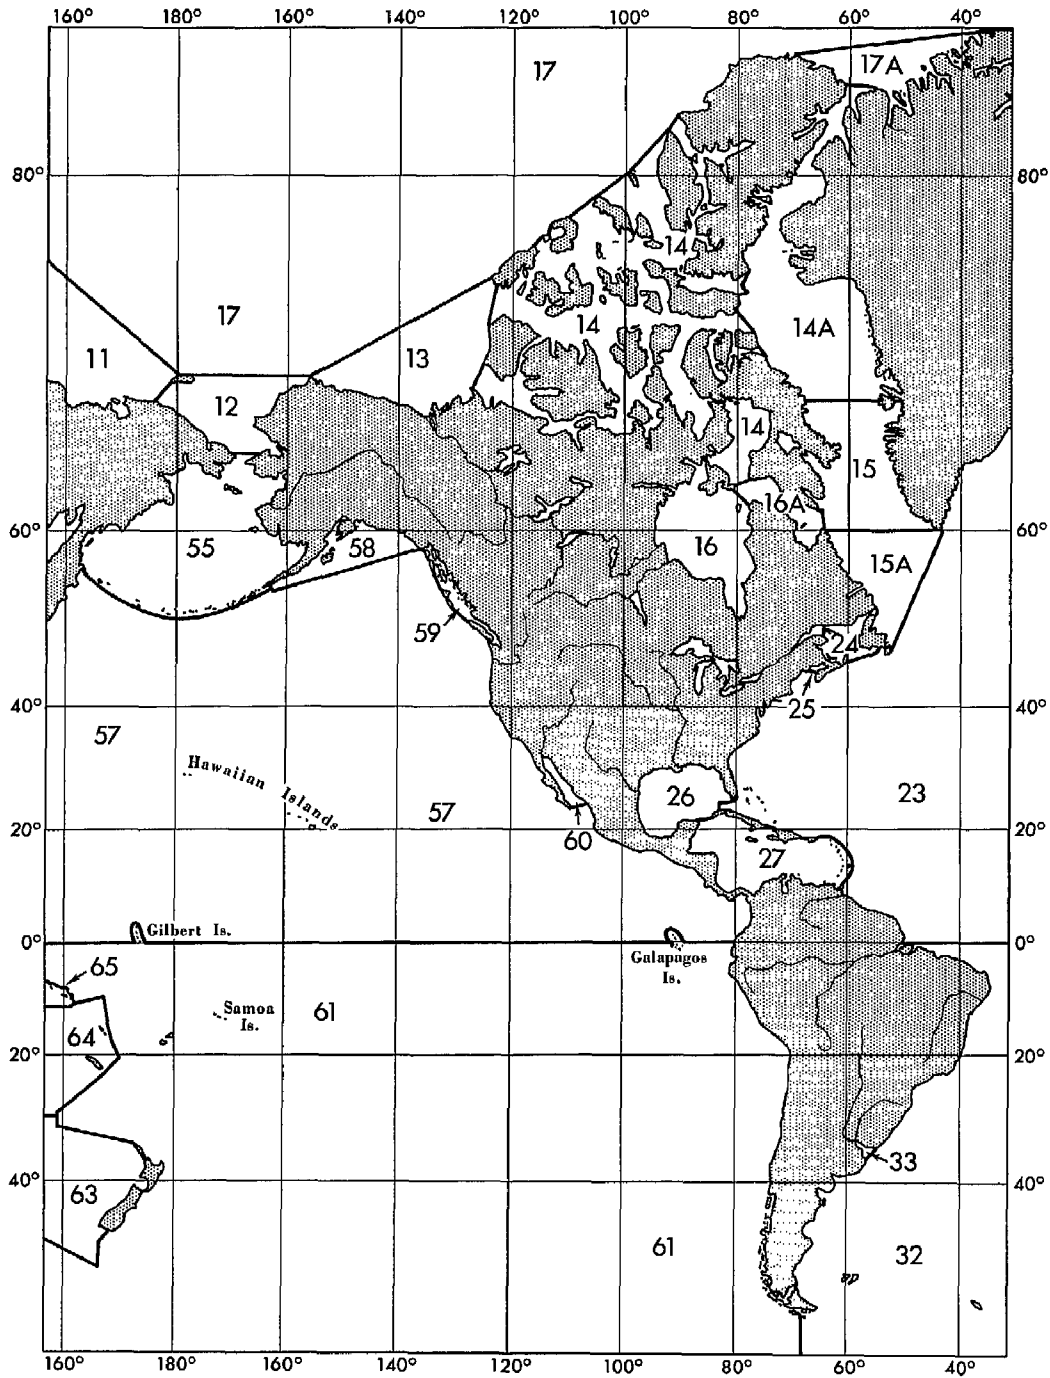 160° 180° 160° 140° 120° 100° 80° 60° 40°
17A
17
80° 80°
14
17 14 14A
11 13
12
14
15
16A
60° 60°
55 58 16
15A
59 24
25
40° 40°
57
Hawaiian Islands
26 23
57
20° 60 20°
27
Gilbert Is.
0° 0°
Galapagos
Is.
65
Samoa
Is.
61
64
20° 20°
33
40° 40°
63
61 32
160° 180° 160° 140° 120° 100° 80° 60° 40°